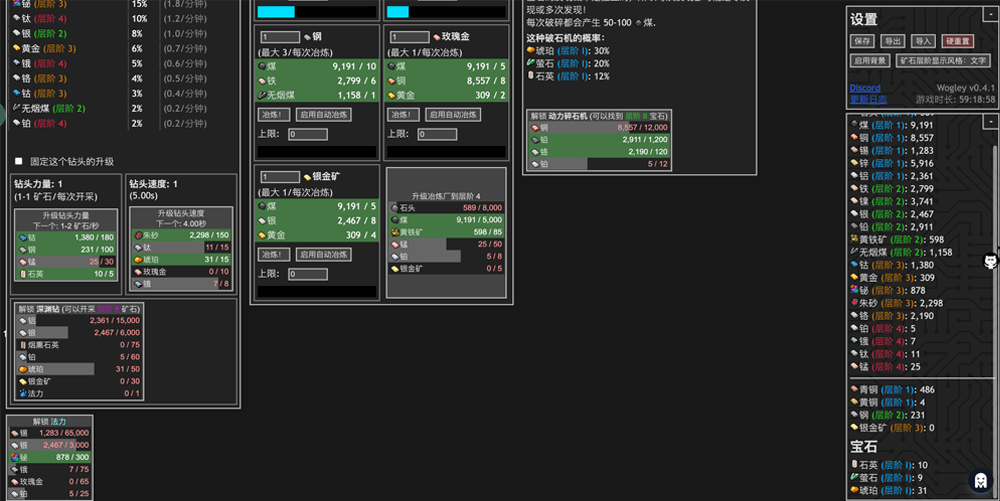 铋 (层阶 3) 15% (1.8/分钟)
钛 (层阶 4) 10% (1.2/分钟)
银 (层阶 2) 8% (1.0/分钟)
黄金 (层阶 3) 6% (0.7/分钟)
锇 (层阶 4) 5% (0.6/分钟)
铬 (层阶 3) 4% (0.5/分钟)
钴 (层阶 3) 3% (0.4/分钟)
无烟煤 (层阶 2) 2% (0.2/分钟)
铂 (层阶 4) 2% (0.2/分钟)
固定这个钻头的升级
钻头力量: 1
(1-1 矿石/每次开采)
升级钻头力量
下一个: 1-2 矿石/秒
钴 1,380 / 180
钢 231 / 100
锰 25 / 30
石英 10 / 5
钻头速度: 1
(5.00s)
升级钻头速度
下一个: 4.00秒
朱砂 2,298 / 150
钛 11 / 15
琥珀 31 / 15
玫瑰金 0 / 10
锇 7 / 8
解锁 深渊钻 (可以开采 矿石)
铝 2,361 / 15,000
银 2,467 / 6,000
烟熏石英 0 / 75
铂 5 / 60
琥珀 31 / 50
银金矿 0 / 30
法力 0 / 1
解锁 法力
锡 1,283 / 65,000
银 2,467 / 3,000
铋 878 / 300
锇 7 / 75
玫瑰金 0 / 65
铂 5 / 25
1 钢
(最大 3/每次冶炼)
煤 9,191 / 10
铁 2,799 / 6
无烟煤 1,158 / 1
冶炼! 启用自动冶炼
上限: 0
1 玫瑰金
(最大 1/每次冶炼)
煤 9,191 / 5
铜 8,557 / 8
黄金 309 / 2
冶炼! 启用自动冶炼
上限: 0
1 银金矿
(最大 1/每次冶炼)
煤 9,191 / 5
银 2,467 / 8
黄金 309 / 4
冶炼! 启用自动冶炼
上限: 0
升级冶炼厂到层阶 4
石头 589 / 8,000
煤 9,191 / 5,000
黄铁矿 598 / 85
锰 25 / 50
铂 5 / 8
银金矿 0 / 5
现或多次发现!
每次破碎都会产生 50-100 煤.
这种破石机的概率:
琥珀 (层阶 I): 30%
萤石 (层阶 I): 20%
石英 (层阶 I): 12%
解锁 动力碎石机 (可以找到 层阶 II 宝石)
铜 8,557 / 12,000
铅 2,911 / 1,200
铬 2,190 / 120
铂 5 / 12
设置
-
保存 导出 导入 硬重置
启用背景 矿石层阶显示风格: 文字
Discord Wogley v0.4.1
更新日志 游戏时长: 59:18:58
-
煤 (层阶 1): 9,191
铜 (层阶 1): 8,557
锡 (层阶 1): 1,283
锌 (层阶 1): 5,916
铝 (层阶 1): 2,361
铁 (层阶 2): 2,799
镍 (层阶 2): 3,741
银 (层阶 2): 2,467
铅 (层阶 2): 2,911
黄铁矿 (层阶 2): 598
无烟煤 (层阶 2): 1,158
钴 (层阶 3): 1,380
黄金 (层阶 3): 309
铋 (层阶 3): 878
朱砂 (层阶 3): 2,298
铬 (层阶 3): 2,190
铂 (层阶 4): 5
锇 (层阶 4): 7
钛 (层阶 4): 11
锰 (层阶 4): 25
青铜 (层阶 1): 486
黄铜 (层阶 1): 4
钢 (层阶 2): 231
银金矿 (层阶 3): 0
宝石
石英 (层阶 I): 10
萤石 (层阶 I): 9
琥珀 (层阶 I): 31